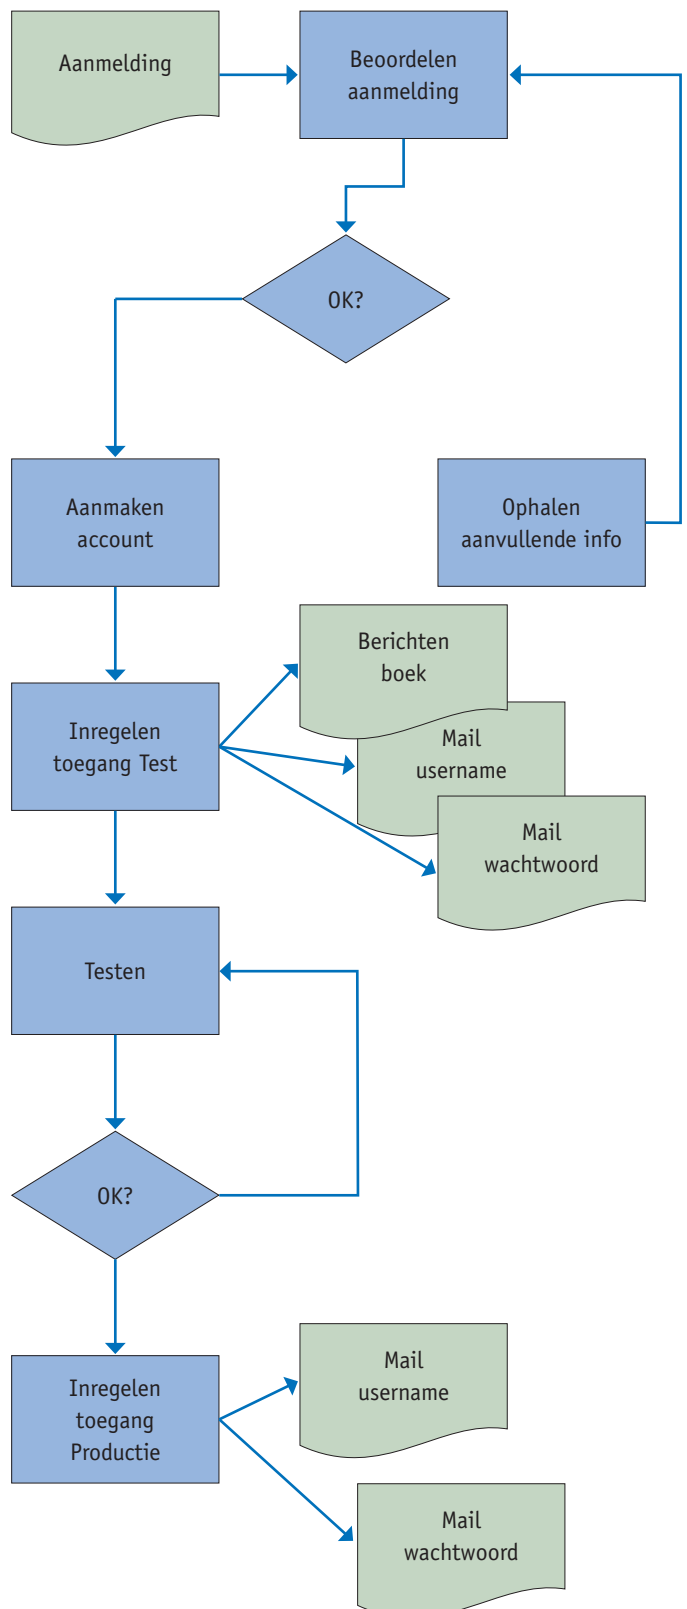 Aanmelding
Beoordelen
aanmelding
OK?
Aanmaken
account
Ophalen
aanvullende info
Berichten
boek
Inregelen
toegang Test
Mail
username
Mail
wachtwoord
Testen
OK?
Inregelen
toegang
Productie
Mail
username
Mail
wachtwoord